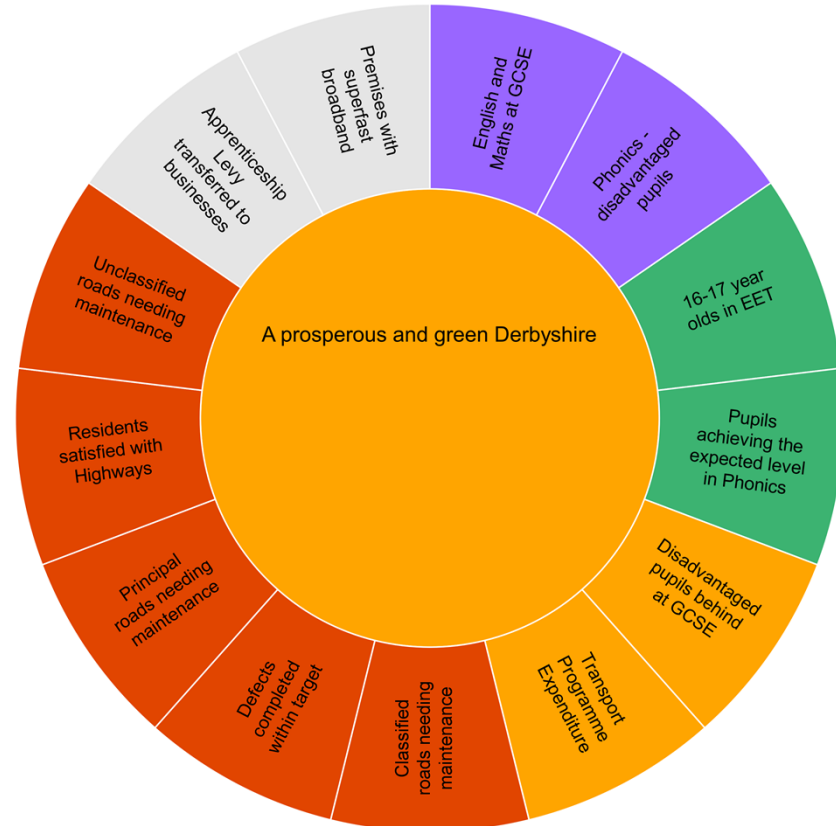 A prosperous and green Derbyshire
English and
Maths at GCSE
Phonics -
disadvantaged
pupils
16-17 year
olds in EET
Pupils
achieving the
expected level
in Phonics
Disadvantaged
pupils behind
at GCSE
Transport
Programme
Expenditure
Classified
roads needing
maintenance
Defects
completed
within target
Principal
roads needing
maintenance
Residents
satisfied with
Highways
Unclassified
roads needing
maintenance
Apprenticeship
Levy
transferred to
businesses
Premises with
superfast
broadband